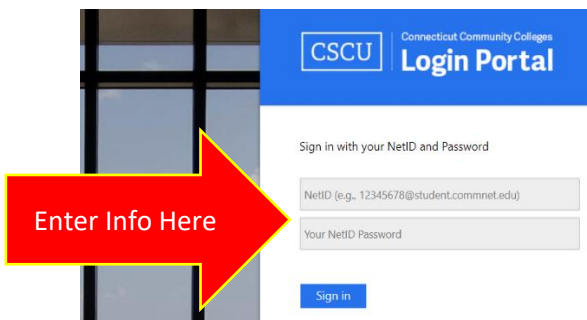 CSCU
Connecticut Community Colleges
Login Portal
Sign in with your NetID and Password
NetID (e.g., 12345678@student.commnet.edu)
Enter Info Here
Your NetID Password
Sign in